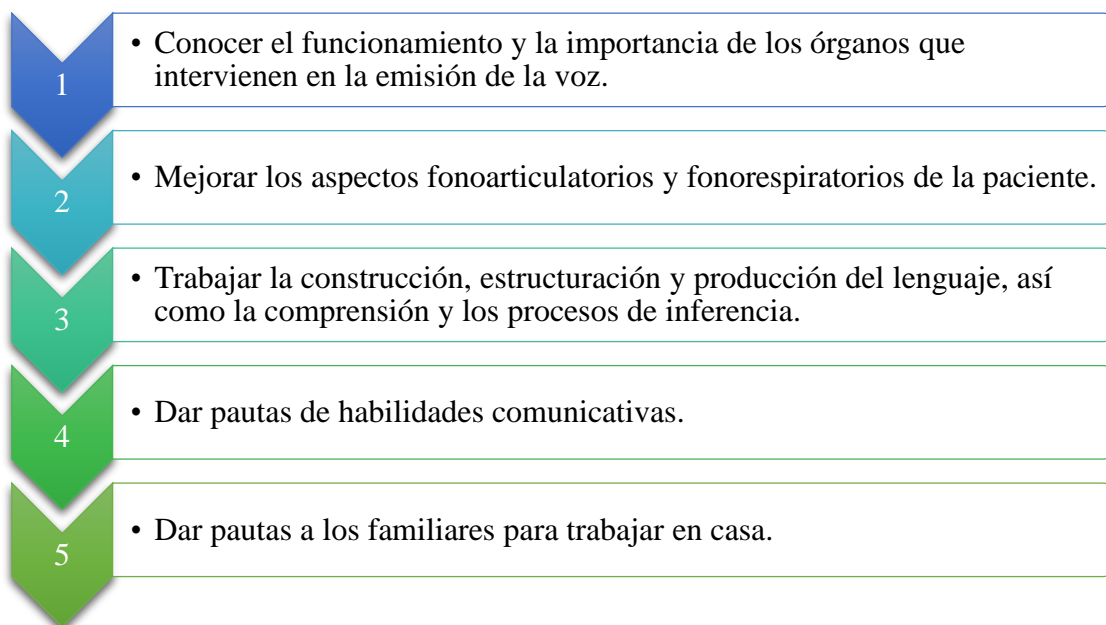 1
• Conocer el funcionamiento y la importancia de los órganos que
intervienen en la emisión de la voz.
2
• Mejorar los aspectos fonoarticulatorios y fonorespiratorios de la paciente.
3
• Trabajar la construcción, estructuración y producción del lenguaje, así
como la comprensión y los procesos de inferencia.
4
• Dar pautas de habilidades comunicativas.
5
• Dar pautas a los familiares para trabajar en casa.